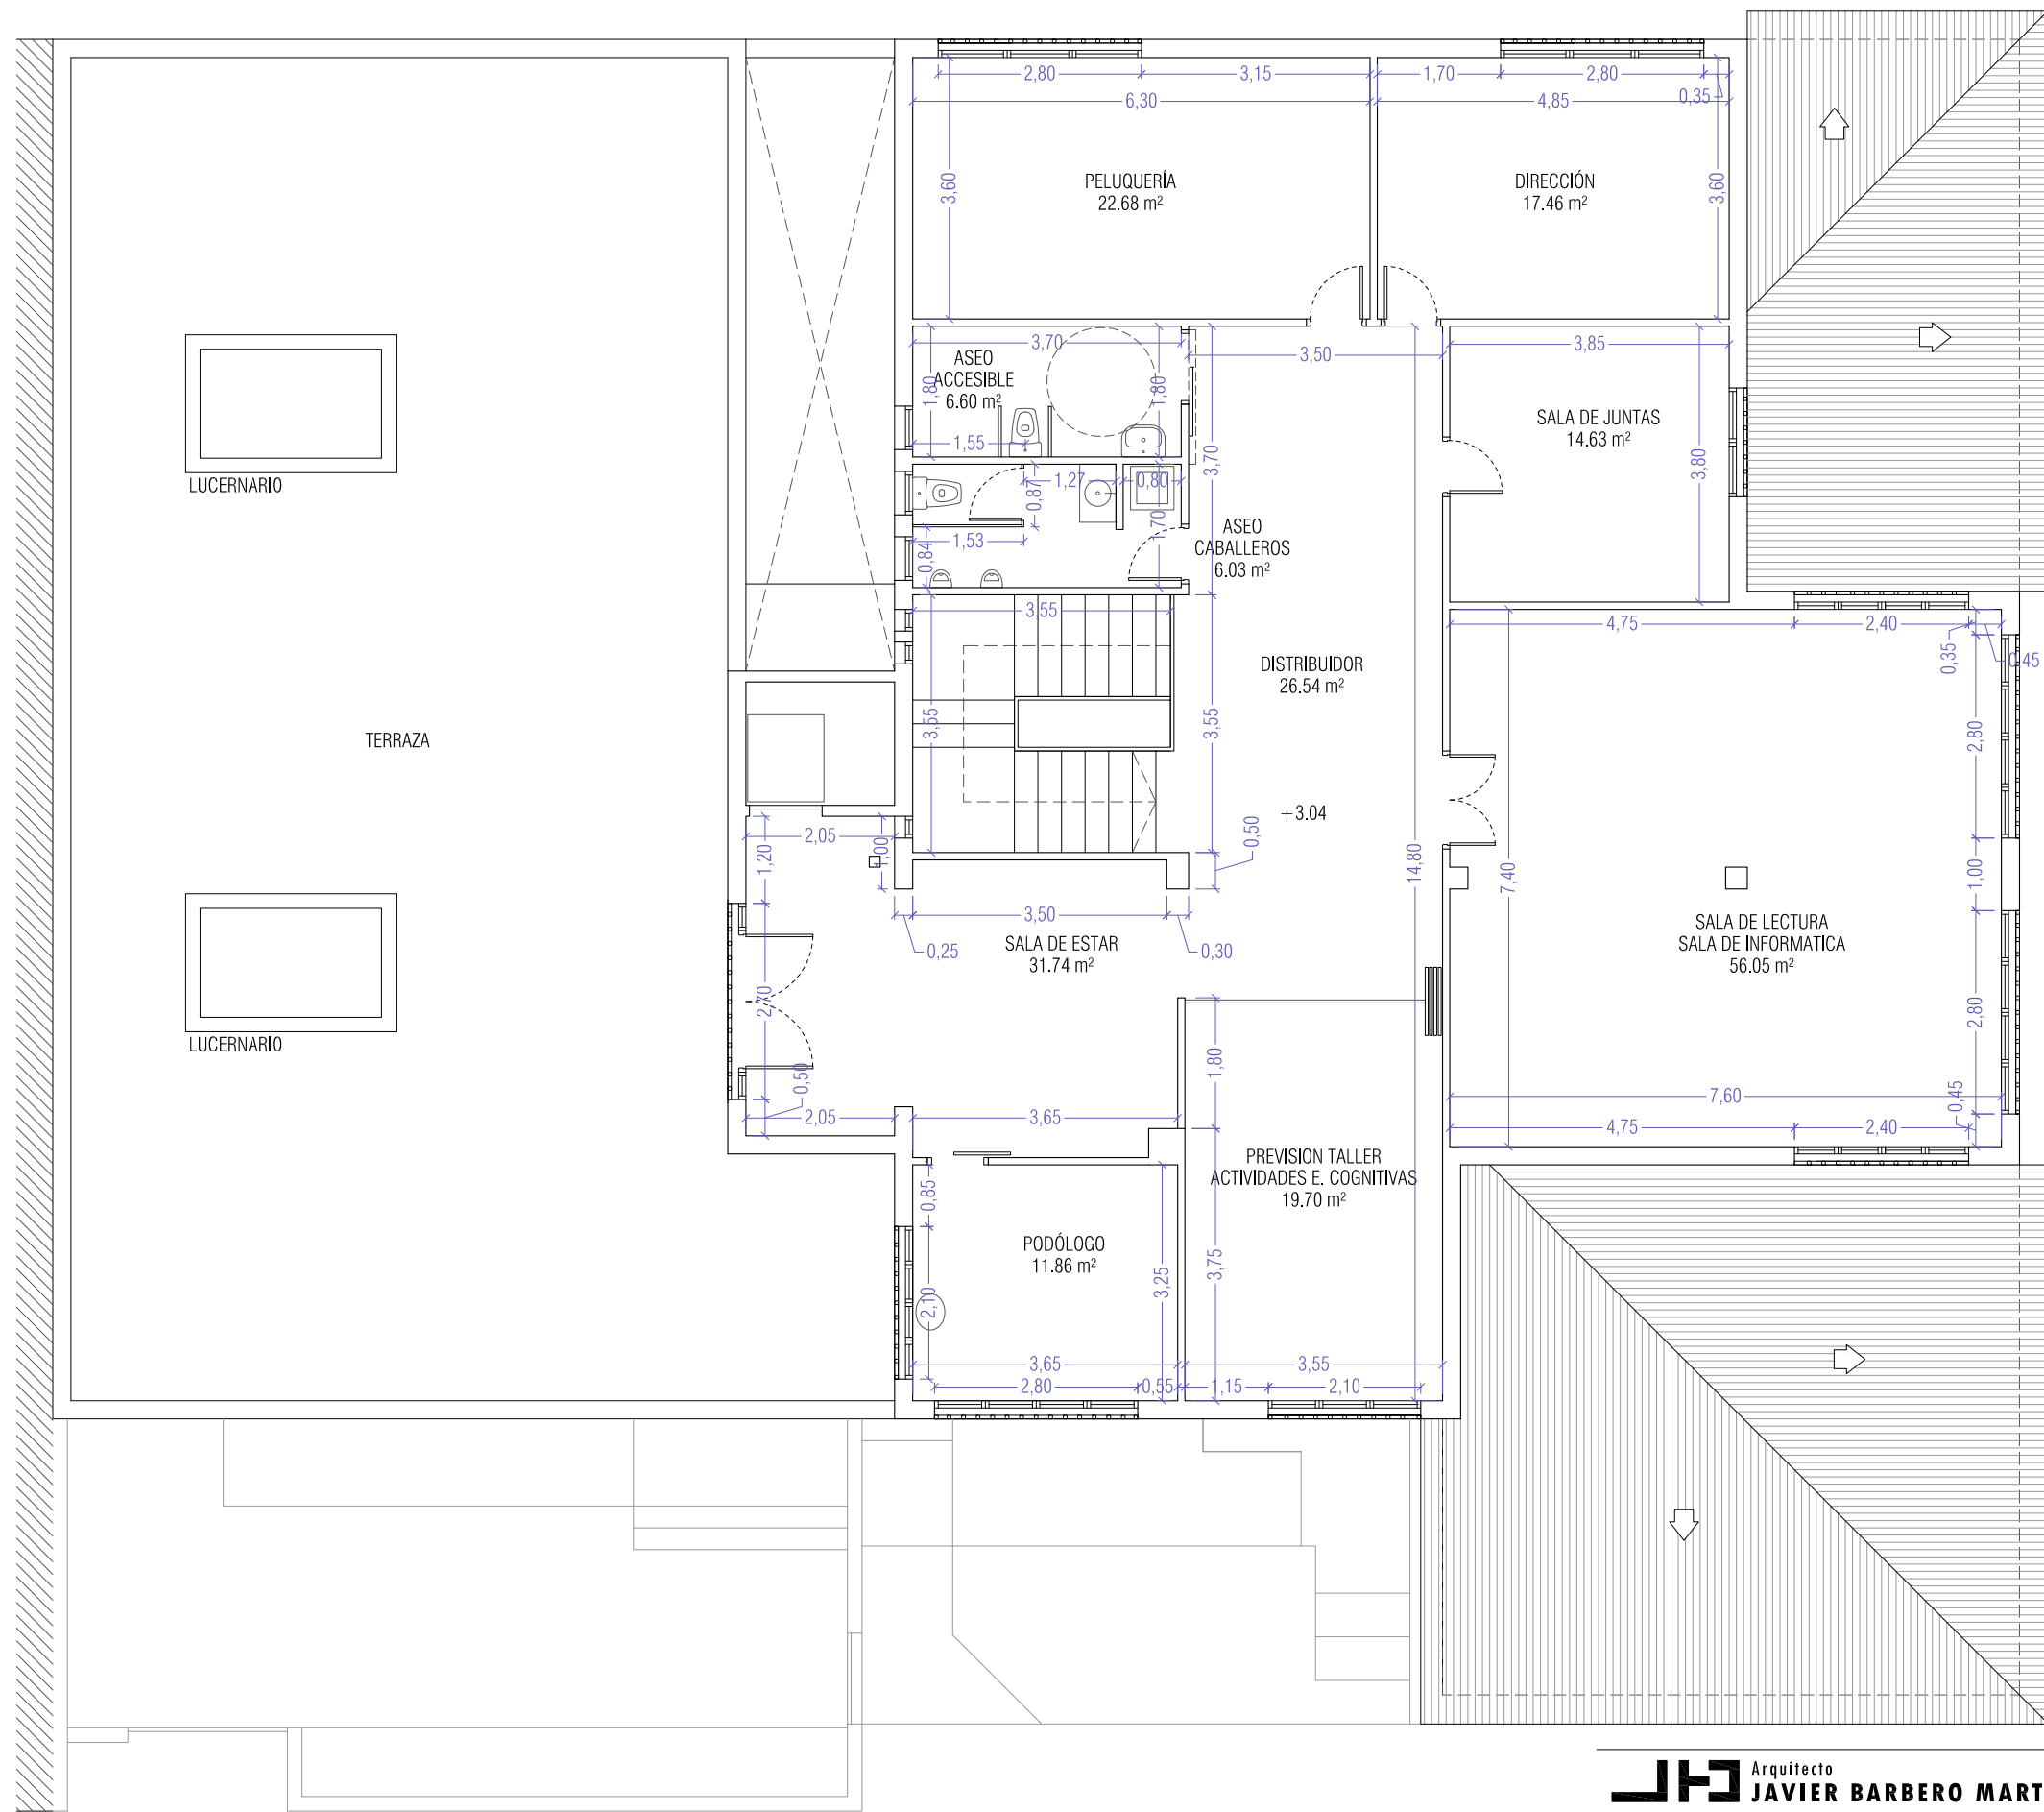 2,80
3,15
1,70
2,80
6,30
4,85
0,35
3,60
PELUQUERÍA
22.68 m²
DIRECCIÓN
17.46 m²
3,60
3,70
3,50
3,85
ASEO
ACCESIBLE
6.60 m²
1,80
1,80
1,55
3,70
SALA DE JUNTAS
14.63 m²
3,80
LUCERNARIO
1,27
0,80
0,87
1,70
1,53
0,84
ASEO
CABALLEROS
6.03 m²
3,55
4,75
2,40
0,35
0,45
DISTRIBUIDOR
26.54 m²
3,55
3,55
2,80
TERRAZA
+3.04
2,05
1,20
1,00
0,50
14,80
7,40
1,00
3,50
SALA DE ESTAR
31.74 m²
0,25
0,30
SALA DE LECTURA
SALA DE INFORMATICA
56.05 m²
2,70
2,80
LUCERNARIO
1,80
0,50
7,60
0,45
2,05
3,65
4,75
2,40
PREVISION TALLER
ACTIVIDADES E. COGNITIVAS
19.70 m²
0,85
PODÓLOGO
11.86 m²
3,25
3,75
2,10
3,65
3,55
2,80
0,55
1,15
2,10
Arquitecto
JAVIER BARBERO MART